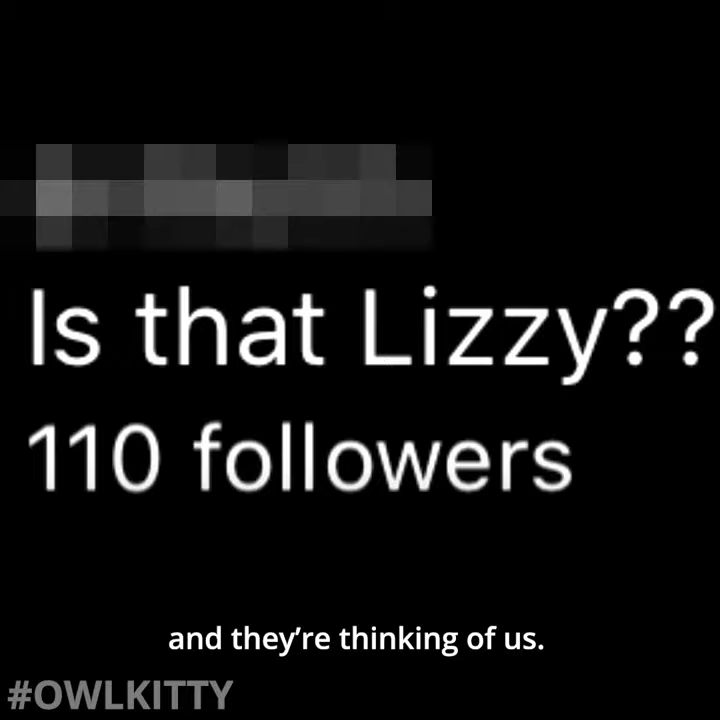 Is that Lizzy??
110 followers
and they're thinking of us.
#OWLKITTY